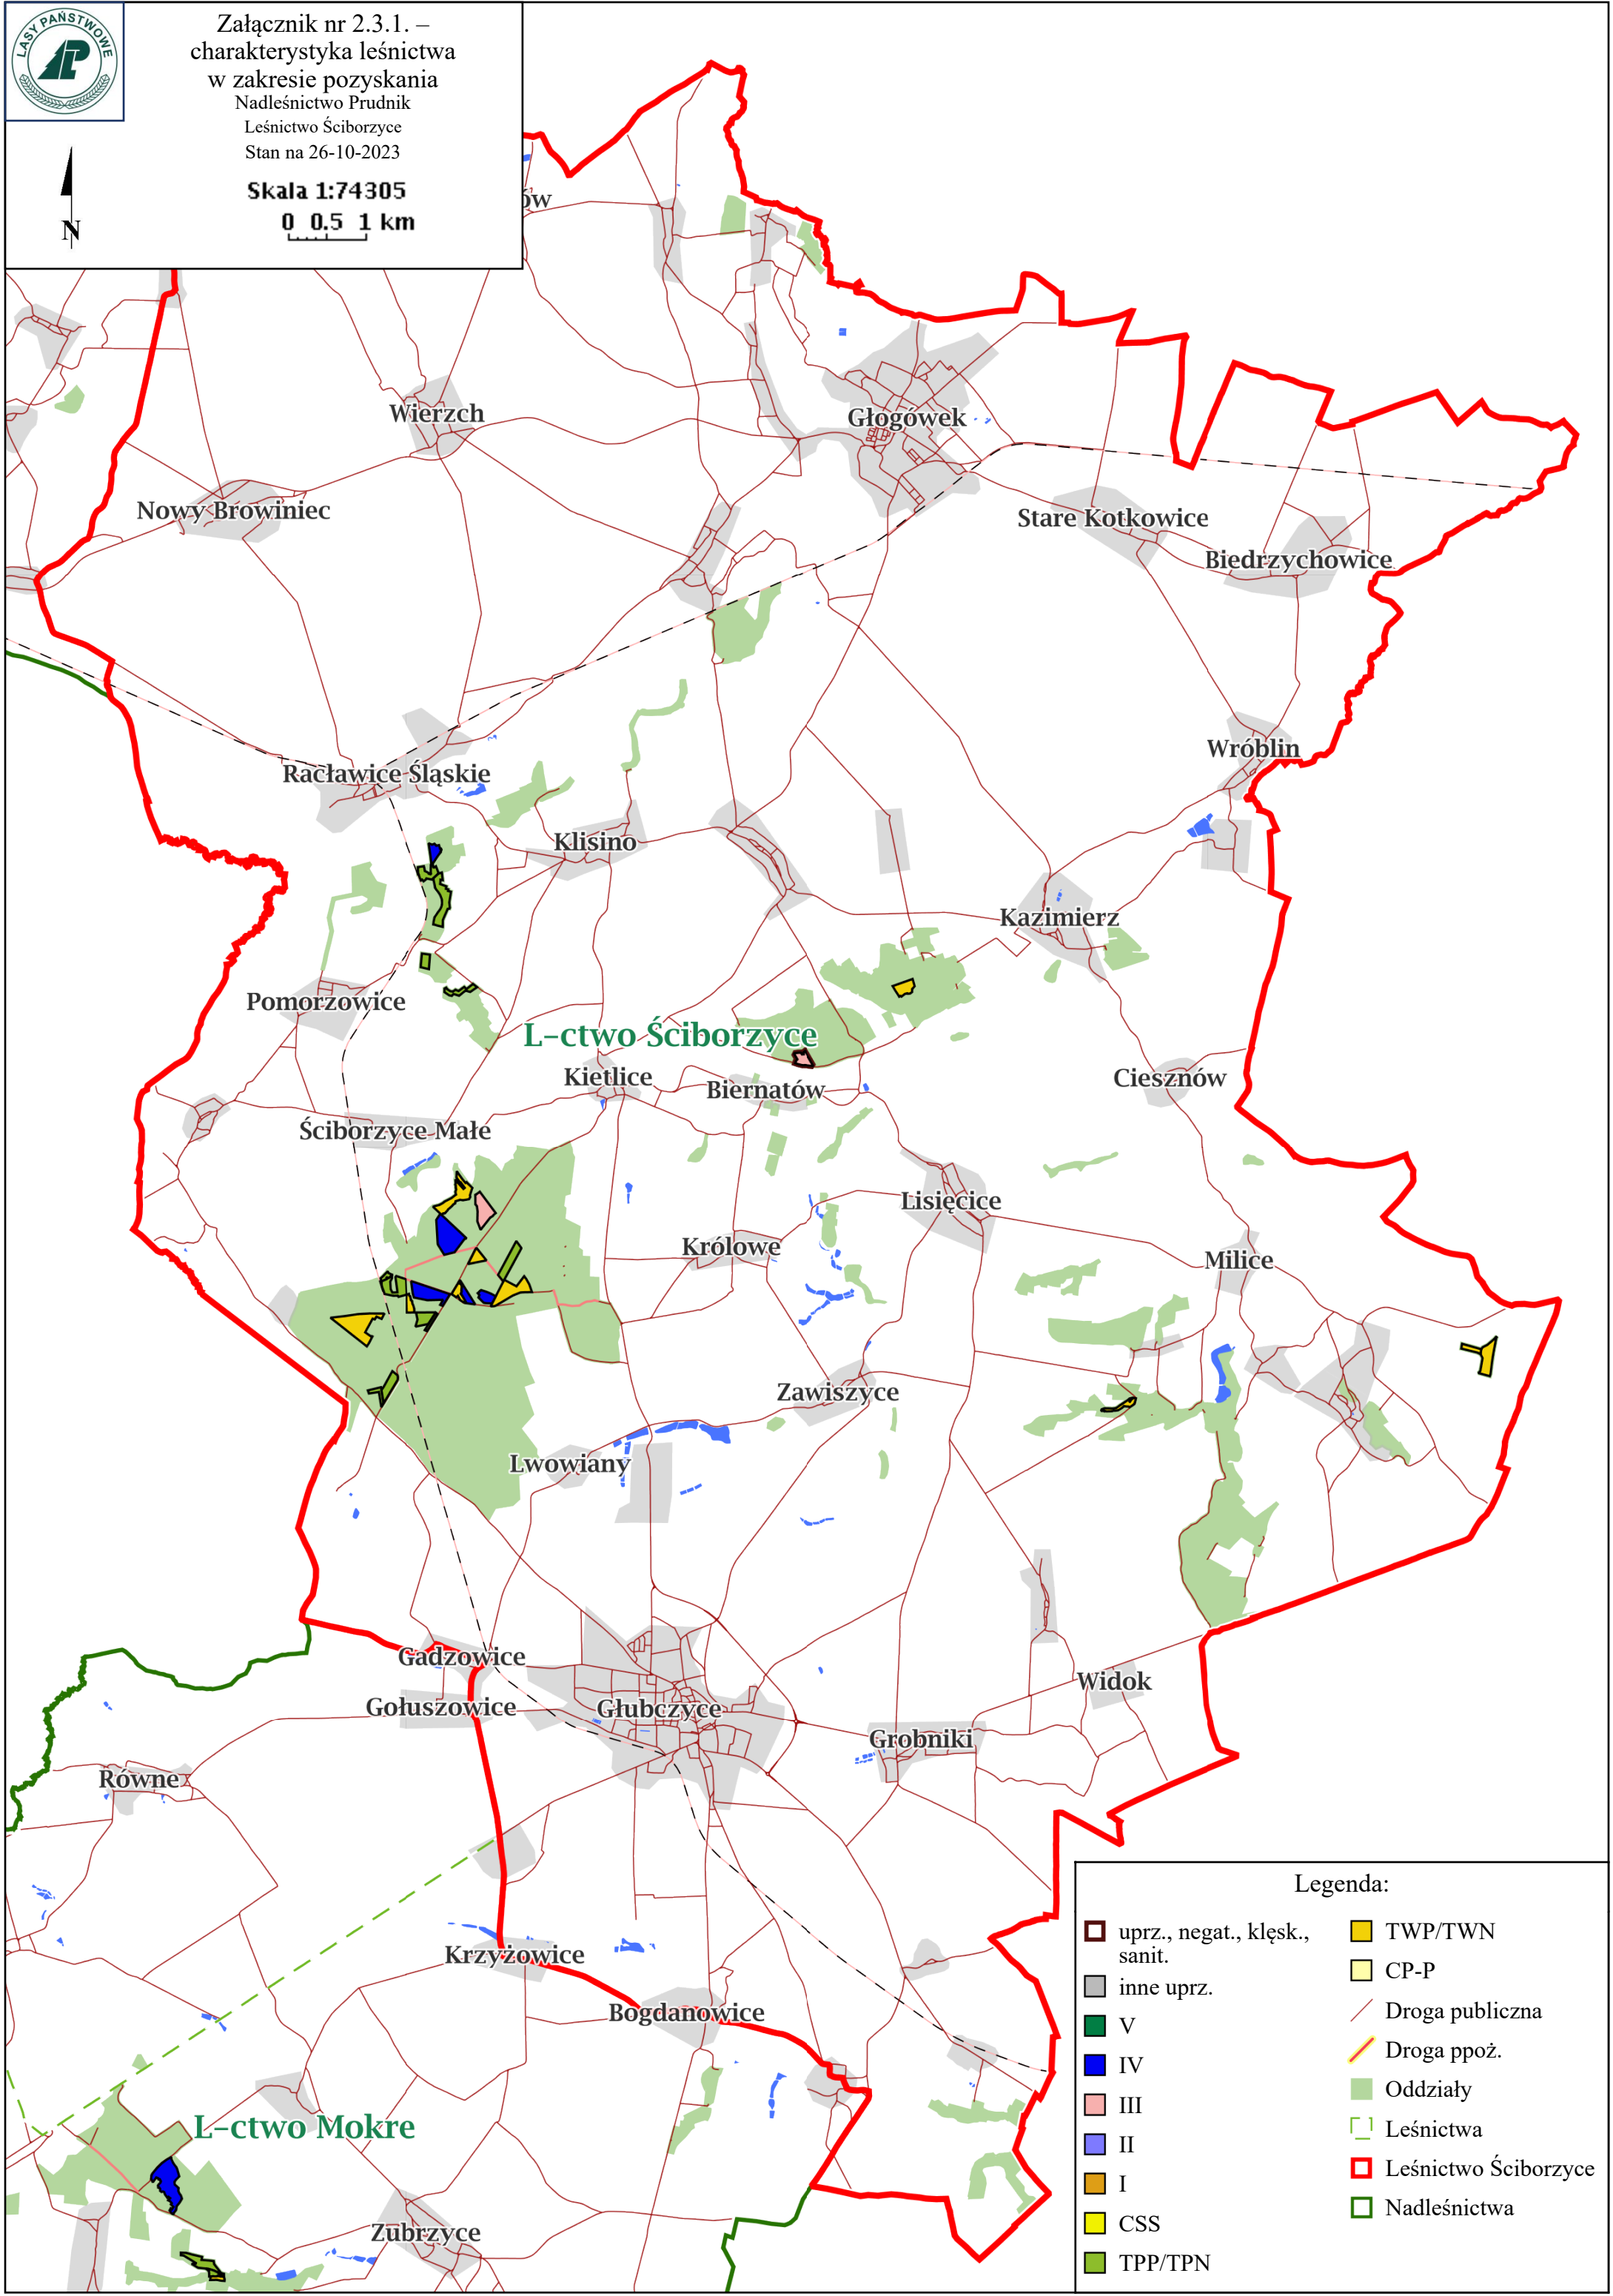 LASY PAŃSTWOWE
LP
Załącznik nr 2.3.1. –
charakterystyka leśnictwa
w zakresie pozyskania
Nadleśnictwo Prudnik
Leśnictwo Ściborzyce
Stan na 26-10-2023
Skala 1:74305
0 0.5 1 km
N
ów
Wierzch
Głogówek
Nowy Browiniec
Stare Kotkowice
Biedrzychowice
Wróblin
Racławice Śląskie
Klisino
Kazimierz
Pomorzowice
L-ctwo Ściborzyce
Kietlice
Biernatów
Ciesznów
Ściborzyce Małe
Lisięcice
Królowe
Milice
Zawiszyce
Lwowiany
Gadzowice
Gołuszowice
Głubczyce
Widok
Grobniki
Równe
Krzyżowice
Bogdanowice
L-ctwo Mokre
Zubrzyce
Legenda:
uprz., negat., klęsk.,
sanit.
inne uprz.
V
IV
III
II
I
CSS
TPP/TPN
TWP/TWN
CP-P
Droga publiczna
Droga ppoż.
Oddziały
Leśnictwa
Leśnictwo Ściborzyce
Nadleśnictwa